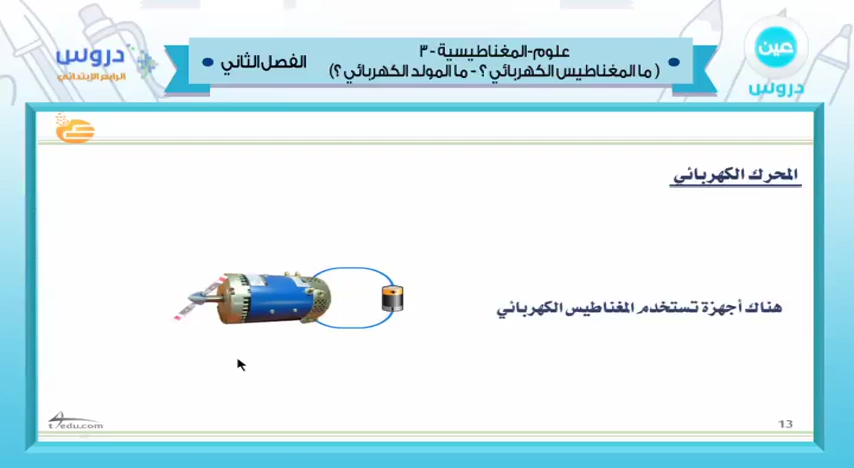 علوم-المغناطيسية - ٣
( ما المغناطيس الكهربائي ؟ - ما المولد الكهربائي ؟)
الفصل الثاني
عين
دروس
دروس
الرابع الإبتدائي
المحرك الكهربائي
هناك أجهزة تستخدم المغناطيس الكهربائي
t4edu.com
13